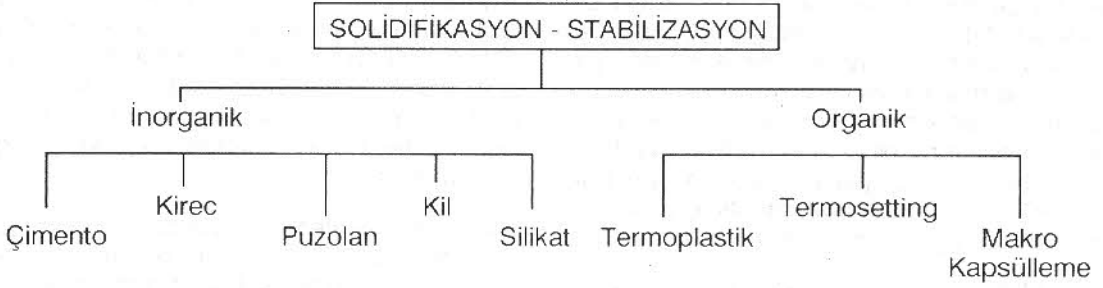 SOLİDİFİKASYON - STABİLİZASYON
İnorganik
Organik
Kirec
Kil
Termosetting
Çimento
Puzolan
Silikat
Termoplastik
Makro
Kapsülleme